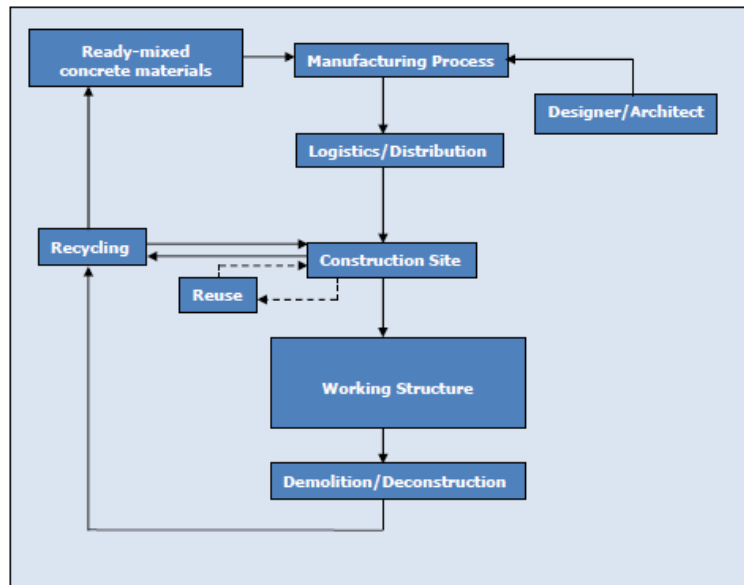 Ready-mixed
concrete materials
Manufacturing Process
Designer/Architect
Logistics/Distribution
Recycling
Construction Site
Reuse
Working Structure
Demolition/Deconstruction